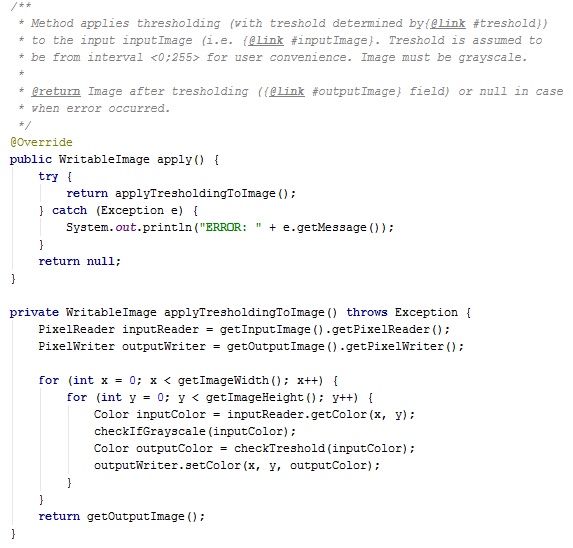 /**
 * Method applies thresholding (with treshold determined by{@link #treshold})
 * to the input inputImage (i.e. {@link #inputImage}. Treshold is assumed to
 * be from interval <0;255> for user convenience. Image must be grayscale.
 *
 * @return Image after tresholding ({@link #outputImage} field) or null in case
 * when error occurred.
 */
@Override
public WritableImage apply() {
    try {
        return applyTresholdingToImage();
    } catch (Exception e) {
        System.out.println("ERROR: " + e.getMessage());
    }
    return null;
}

private WritableImage applyTresholdingToImage() throws Exception {
    PixelReader inputReader = getInputImage().getPixelReader();
    PixelWriter outputWriter = getOutputImage().getPixelWriter();

    for (int x = 0; x < getImageWidth(); x++) {
        for (int y = 0; y < getImageHeight(); y++) {
            Color inputColor = inputReader.getColor(x, y);
            checkIfGrayscale(inputColor);
            Color outputColor = checkTreshold(inputColor);
            outputWriter.setColor(x, y, outputColor);
        }
    }
    return getOutputImage();
}